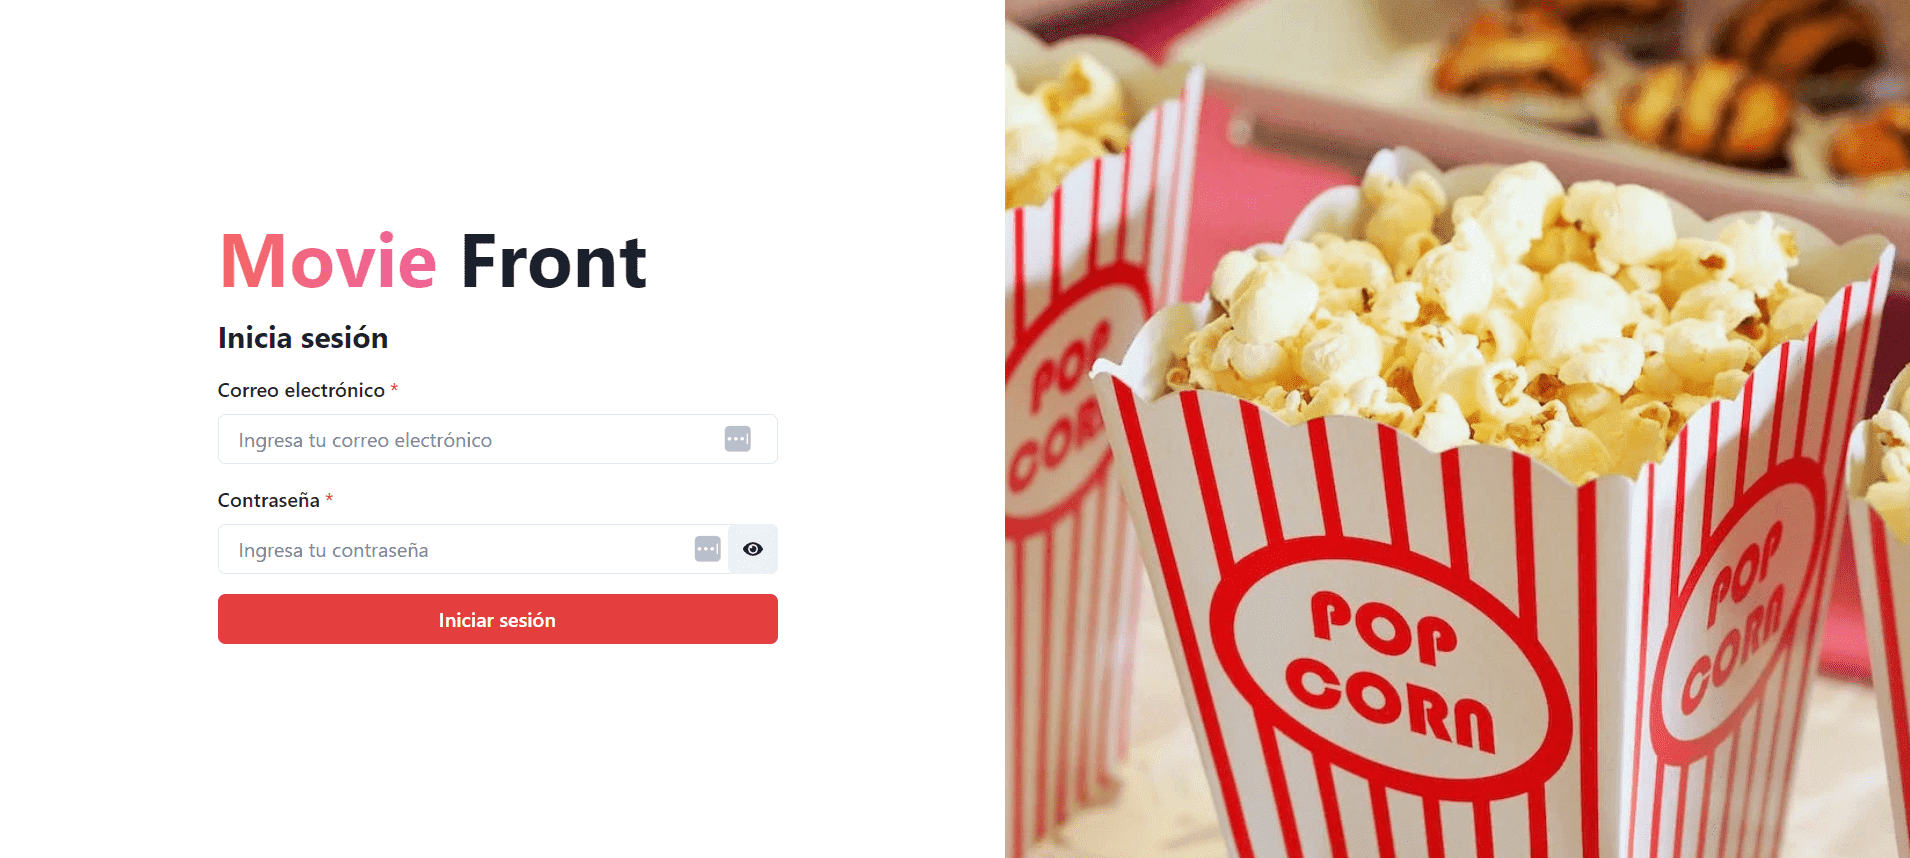 Movie Front
Inicia sesión
Correo electrónico *
Ingresa tu correo electrónico
Contraseña *
Ingresa tu contraseña
Iniciar sesión
POP
CORN
POP
CORN
POP
CORN